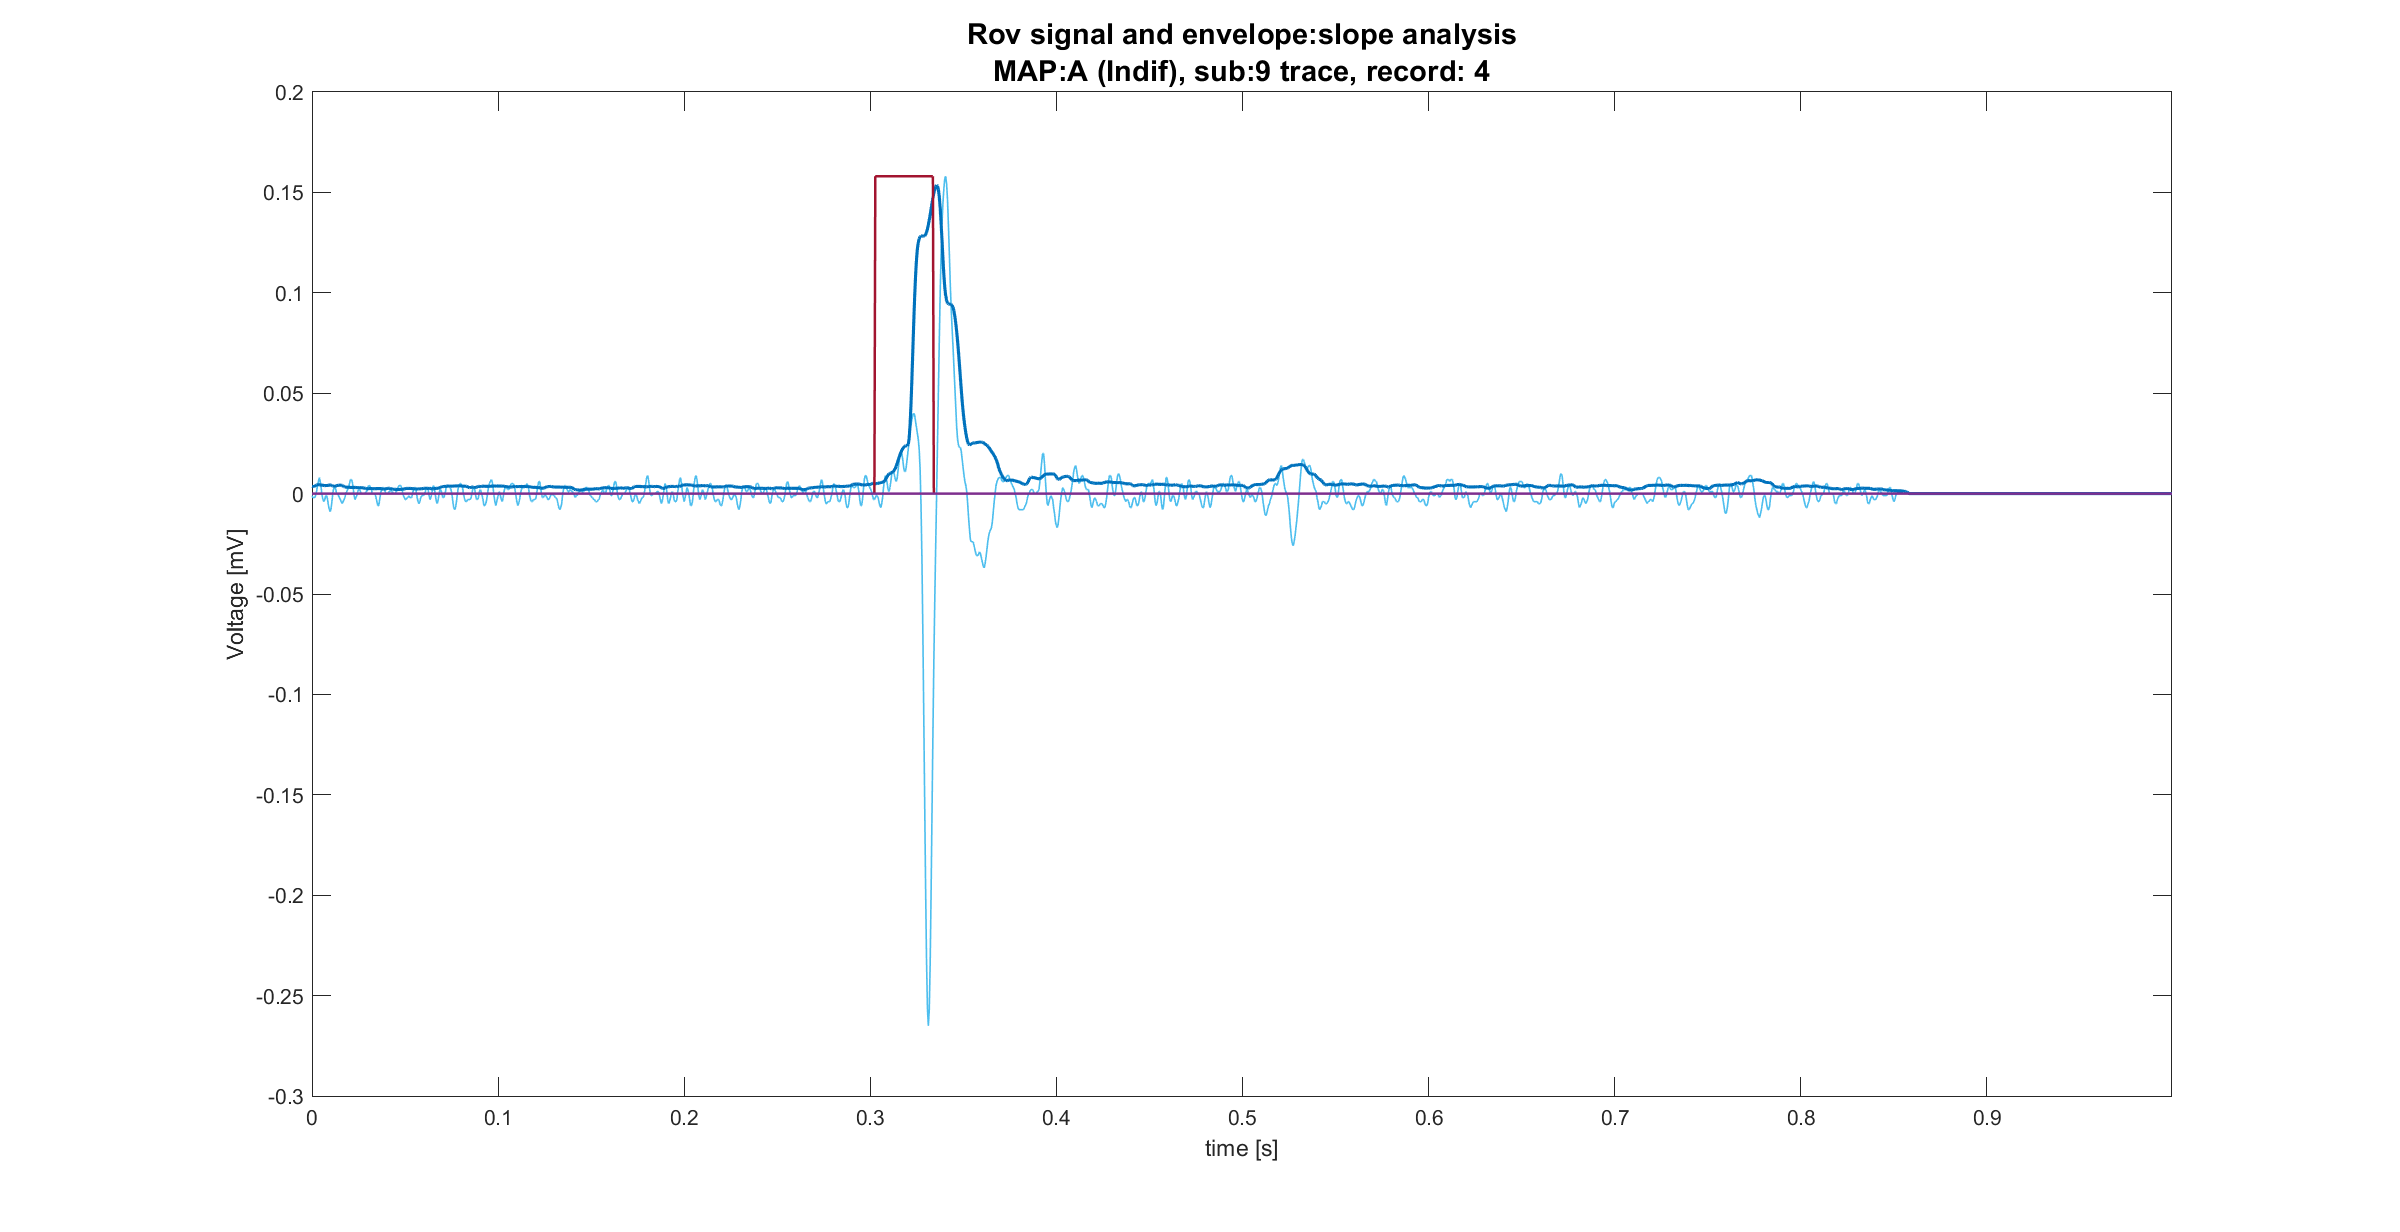 Rov signal and envelope:slope analysis
MAP:A (Indif), sub:9 trace, record: 4
0.2
0.15
0.1
0.05
0
-0.05
-0.1
-0.15
-0.2
-0.25
-0.3
Voltage [mV]
0 0.1 0.2 0.3 0.4 0.5 0.6 0.7 0.8 0.9
time [s]